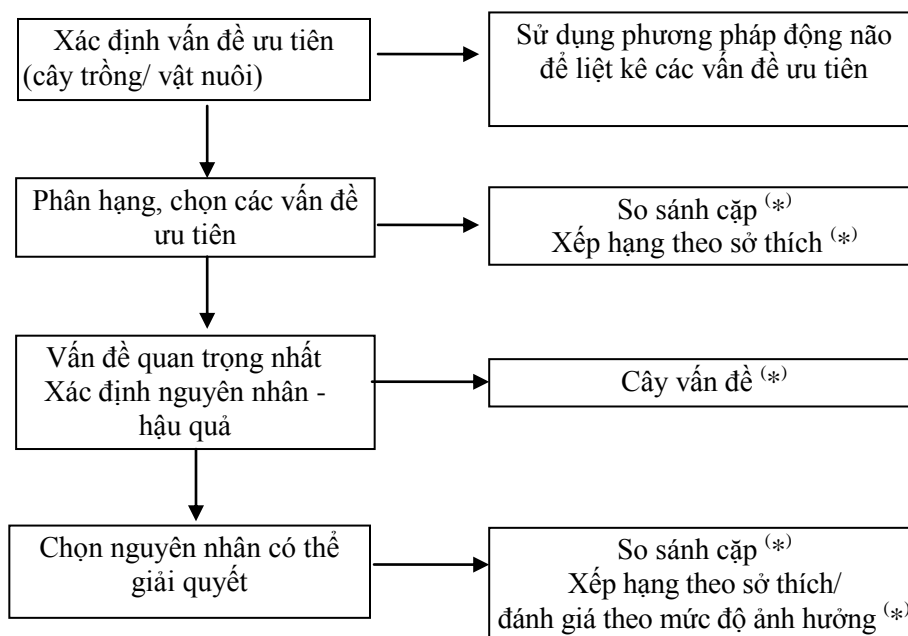 Xác định vấn đề ưu tiên
(cây trồng/ vật nuôi)
Sử dụng phương pháp động não
để liệt kê các vấn đề ưu tiên
Phân hạng, chọn các vấn đề
ưu tiên
So sánh cặp (*)
Xếp hạng theo sở thích (*)
Vấn đề quan trọng nhất
Xác định nguyên nhân -
hậu quả
Cây vấn đề (*)
Chọn nguyên nhân có thể
giải quyết
So sánh cặp (*)
Xếp hạng theo sở thích/
đánh giá theo mức độ ảnh hưởng (*)